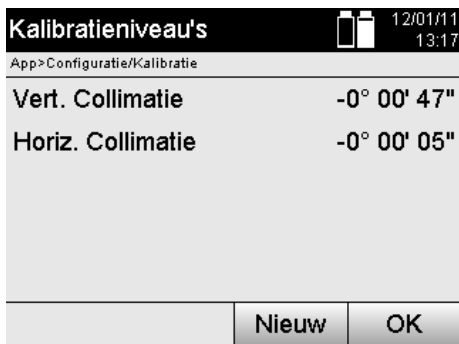 Kalibratieniveau's
12/01/11
13:17
App>Configuratie/Kalibratie
Vert. Collimatie -0° 00' 47"
Horiz. Collimatie -0° 00' 05"
Nieuw OK